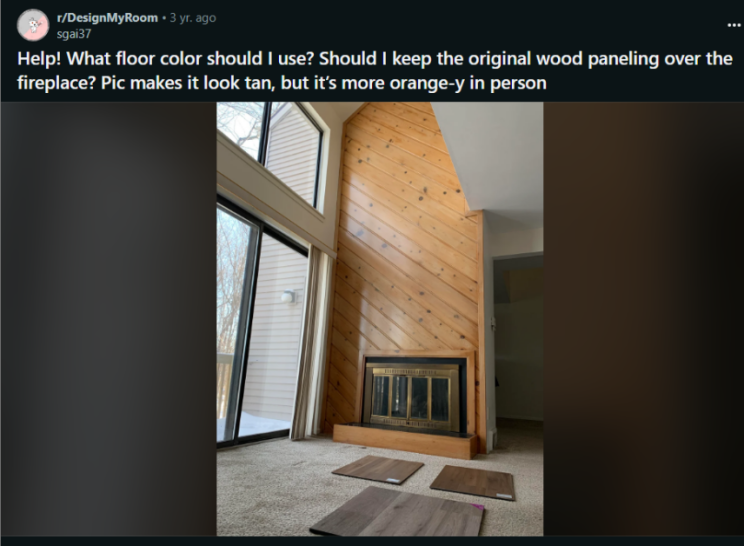 r/DesignMyRoom • 3 yr. ago
sgai37
Help! What floor color should I use? Should I keep the original wood paneling over the
fireplace? Pic makes it look tan, but it's more orange-y in person